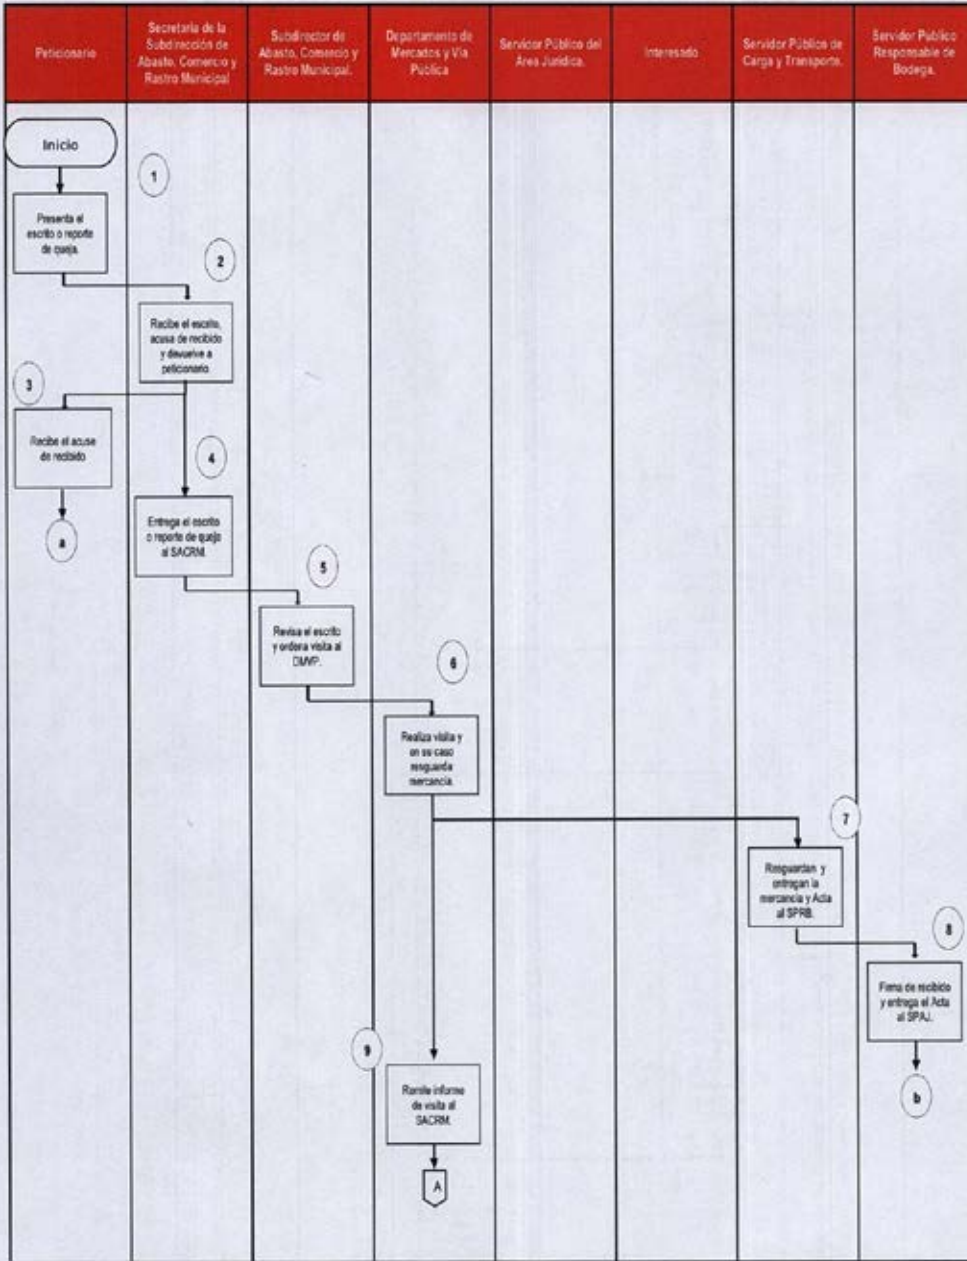 Peticionario
Secretaria de la
Subdirección de
Abasto, Comercio y
Rastro Municipal
Subdirector de
Abasto, Comercio y
Rastro Municipal.
Departamento de
Mercados y Vía
Pública
Servidor Público del
Área Jurídica.
Interesado
Servidor Público de
Carga y Transporte.
Servidor Publico
Responsable de
Bodega.
Inicio
1
Presenta el
escrito o reporte
de queja.
2
Recibe el escrito,
acusa de recibido
y devuelve a
peticionario.
3
Recibe el acuse
de recibido
a
4
Entrega el escrito
o reporte de queja
al SACRM.
5
Revisa el escrito
y ordena visita al
DMVP.
6
Realiza visita y
en su caso
resguarda
mercancía.
7
Resguardan y
entregan la
mercancía y Acta
al SPRB.
8
Firma de recibido
y entrega el Acta
al SPAJ.
b
9
Remite informe
de visita al
SACRM.
A